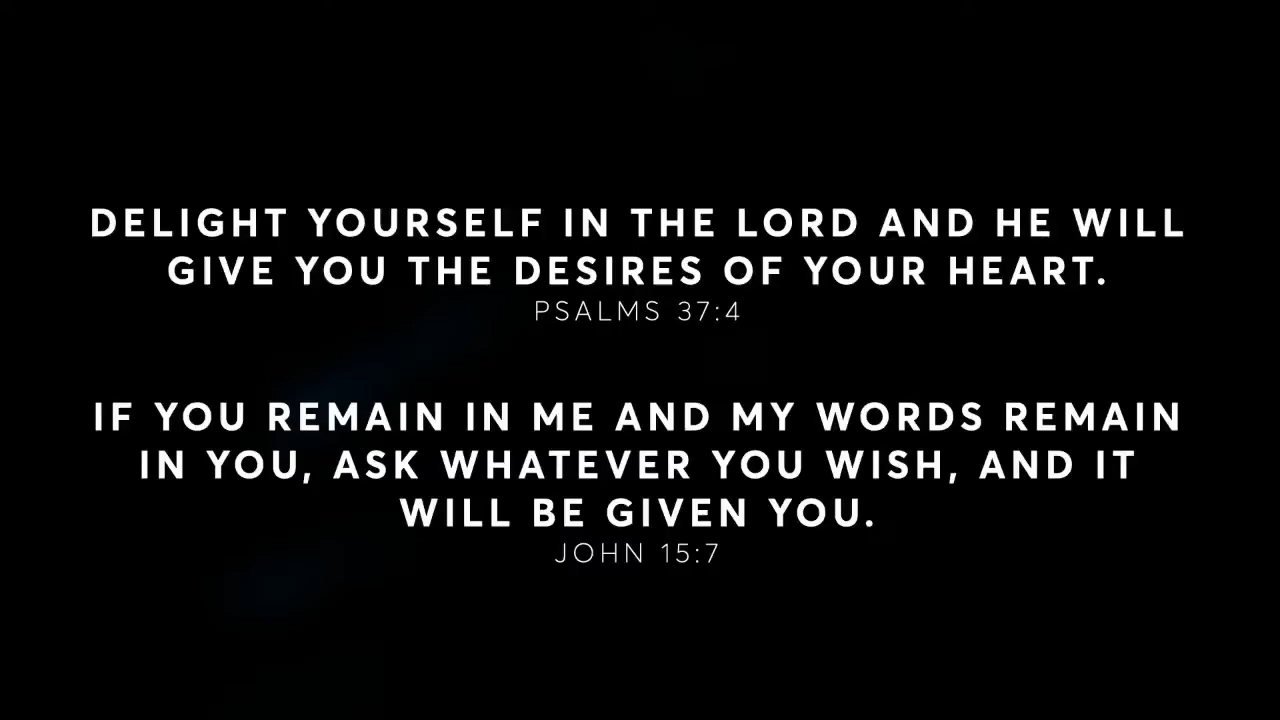 DELIGHT YOURSELF IN THE LORD AND HE WILL
GIVE YOU THE DESIRES OF YOUR HEART.
PSALMS 37:4
IF YOU REMAIN IN ME AND MY WORDS REMAIN
IN YOU, ASK WHATEVER YOU WISH, AND IT
WILL BE GIVEN YOU.
JOHN 15:7